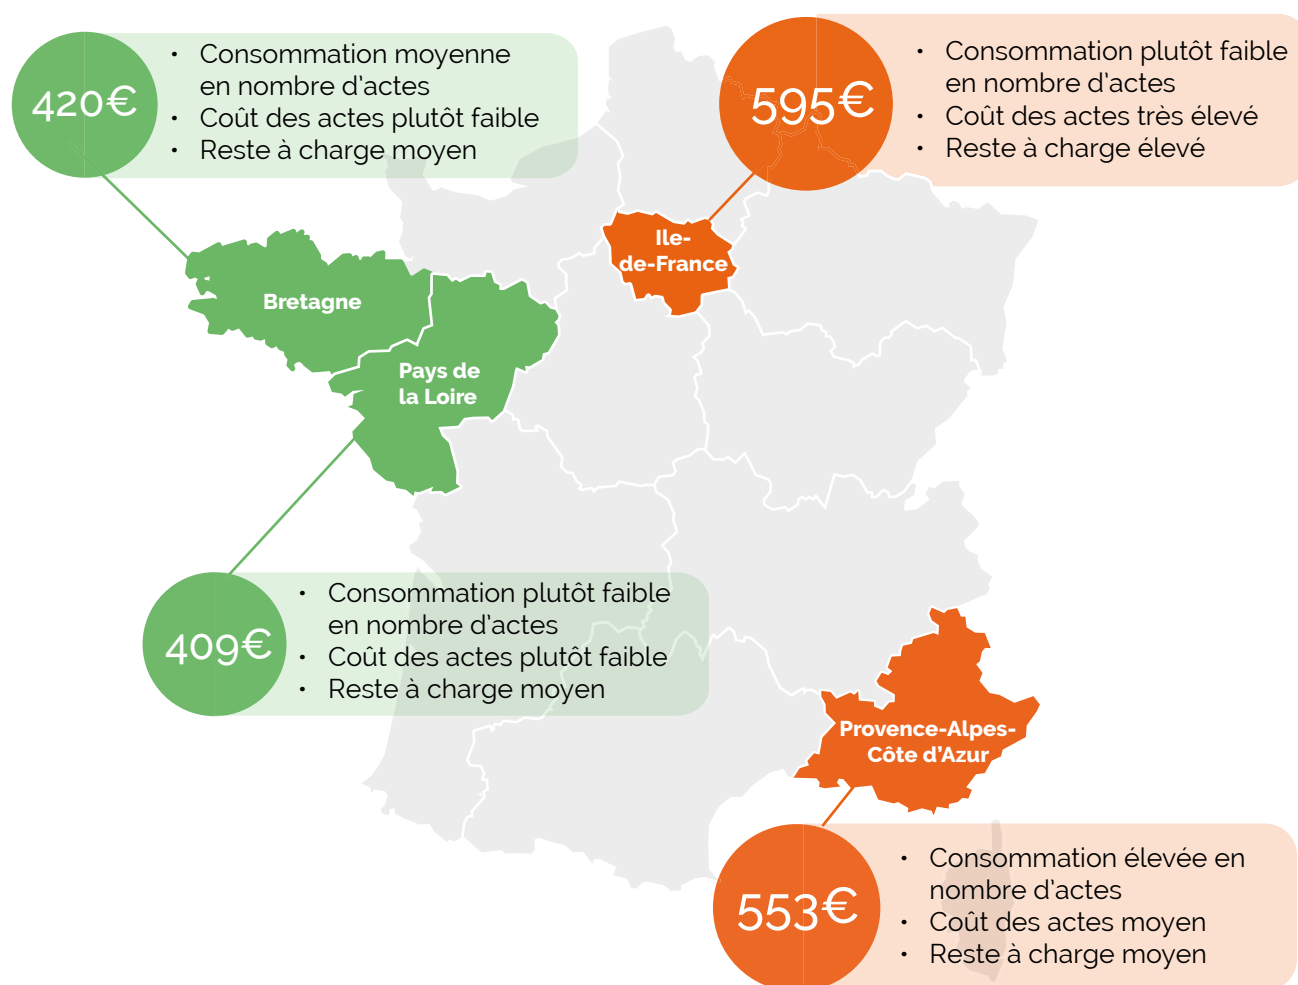 420€
• Consommation moyenne
en nombre d'actes
• Coût des actes plutôt faible
• Reste à charge moyen
595€
• Consommation plutôt faible
en nombre d'actes
• Coût des actes très élevé
• Reste à charge élevé
Ile-
de-France
Bretagne
Pays de
la Loire
409€
• Consommation plutôt faible
en nombre d'actes
• Coût des actes plutôt faible
• Reste à charge moyen
Provence-Alpes-
Côte d'Azur
553€
• Consommation élevée en
nombre d'actes
• Coût des actes moyen
• Reste à charge moyen